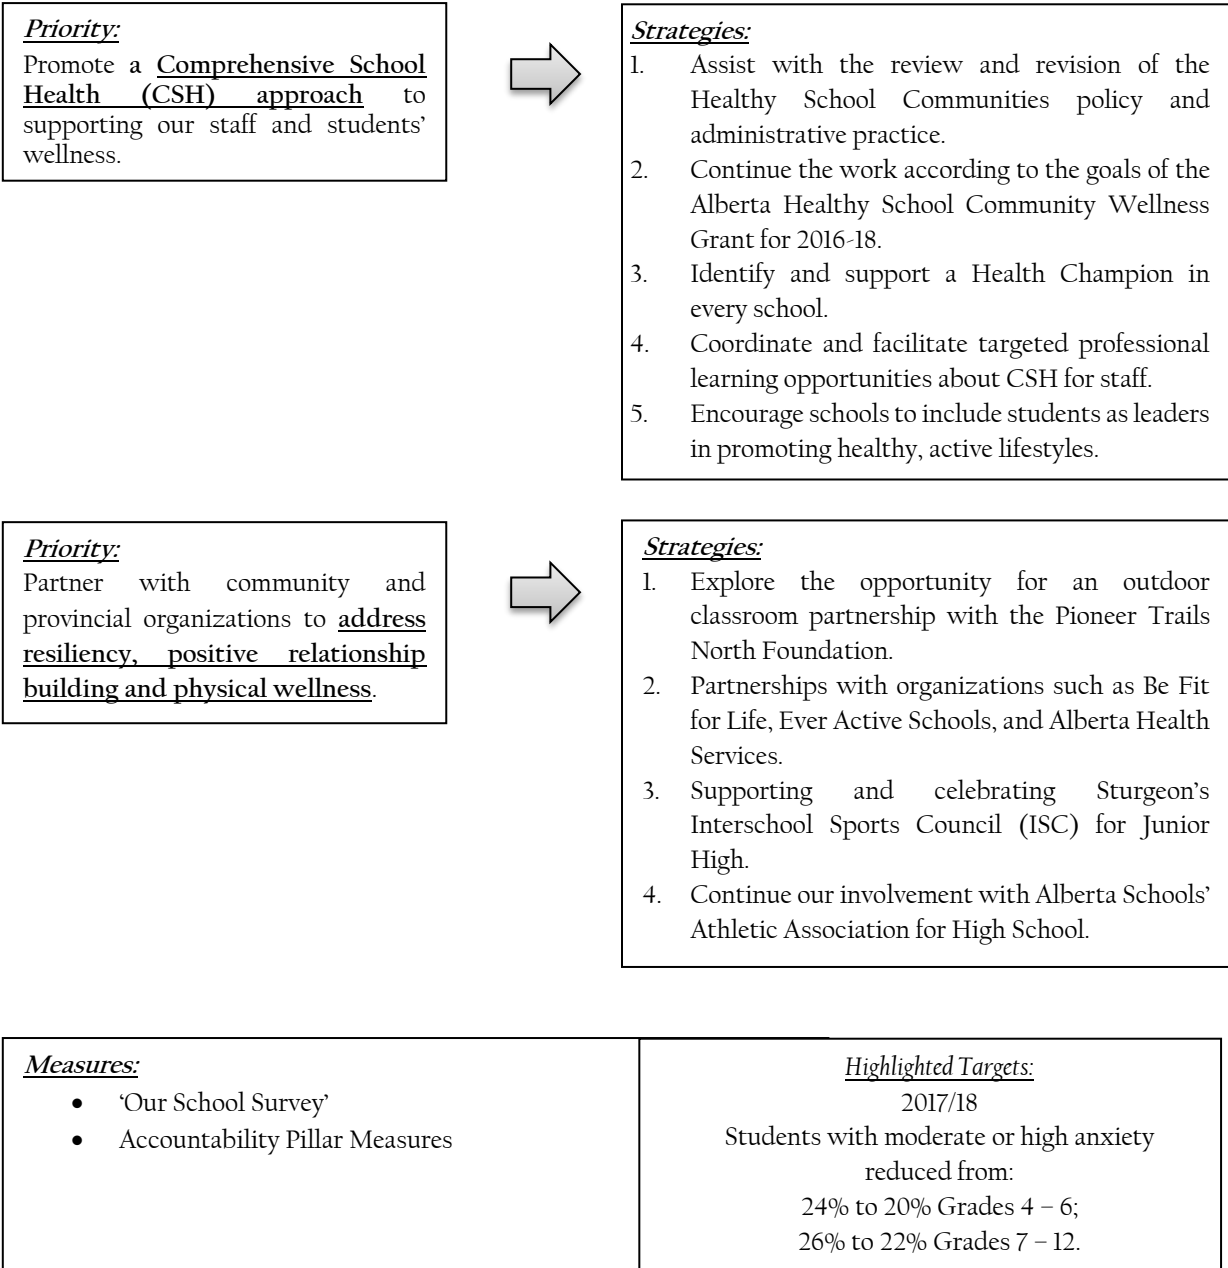 Priority:
Promote a Comprehensive School
Health (CSH) approach to
supporting our staff and students’
wellness.
Strategies:
1. Assist with the review and revision of the
Healthy School Communities policy and
administrative practice.
2. Continue the work according to the goals of the
Alberta Healthy School Community Wellness
Grant for 2016-18.
3. Identify and support a Health Champion in
every school.
4. Coordinate and facilitate targeted professional
learning opportunities about CSH for staff.
5. Encourage schools to include students as leaders
in promoting healthy, active lifestyles.
Priority:
Partner with community and
provincial organizations to address
resiliency, positive relationship
building and physical wellness.
Strategies:
1. Explore the opportunity for an outdoor
classroom partnership with the Pioneer Trails
North Foundation.
2. Partnerships with organizations such as Be Fit
for Life, Ever Active Schools, and Alberta Health
Services.
3. Supporting and celebrating Sturgeon’s
Interschool Sports Council (ISC) for Junior
High.
4. Continue our involvement with Alberta Schools’
Athletic Association for High School.
Measures:
• ‘Our School Survey’
• Accountability Pillar Measures
Highlighted Targets:
2017/18
Students with moderate or high anxiety
reduced from:
24% to 20% Grades 4 – 6;
26% to 22% Grades 7 – 12.